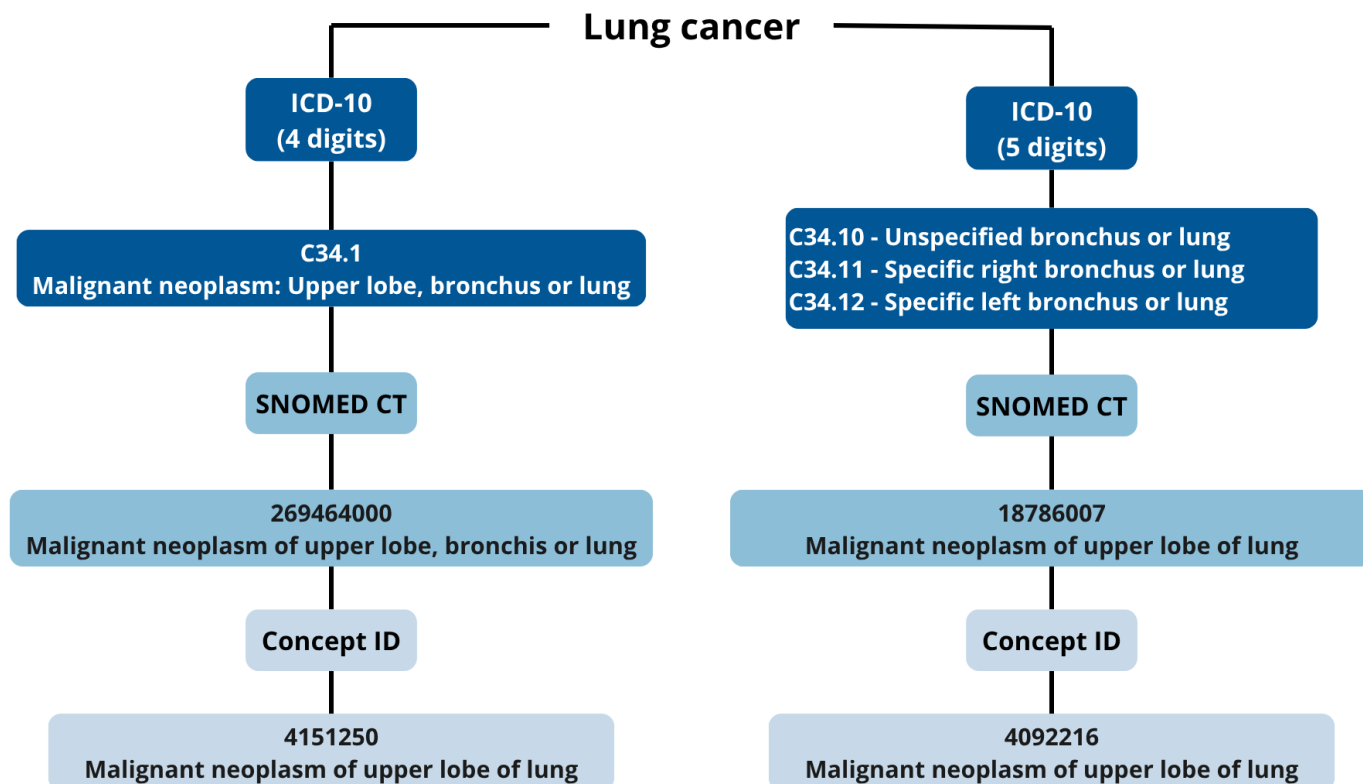 Lung cancer
ICD-10
(4 digits)
C34.1
Malignant neoplasm: Upper lobe, bronchus or lung
SNOMED CT
269464000
Malignant neoplasm of upper lobe, bronchis or lung
Concept ID
4151250
Malignant neoplasm of upper lobe of lung
ICD-10
(5 digits)
C34.10 - Unspecified bronchus or lung
C34.11 - Specific right bronchus or lung
C34.12 - Specific left bronchus or lung
SNOMED CT
18786007
Malignant neoplasm of upper lobe of lung
Concept ID
4092216
Malignant neoplasm of upper lobe of lung